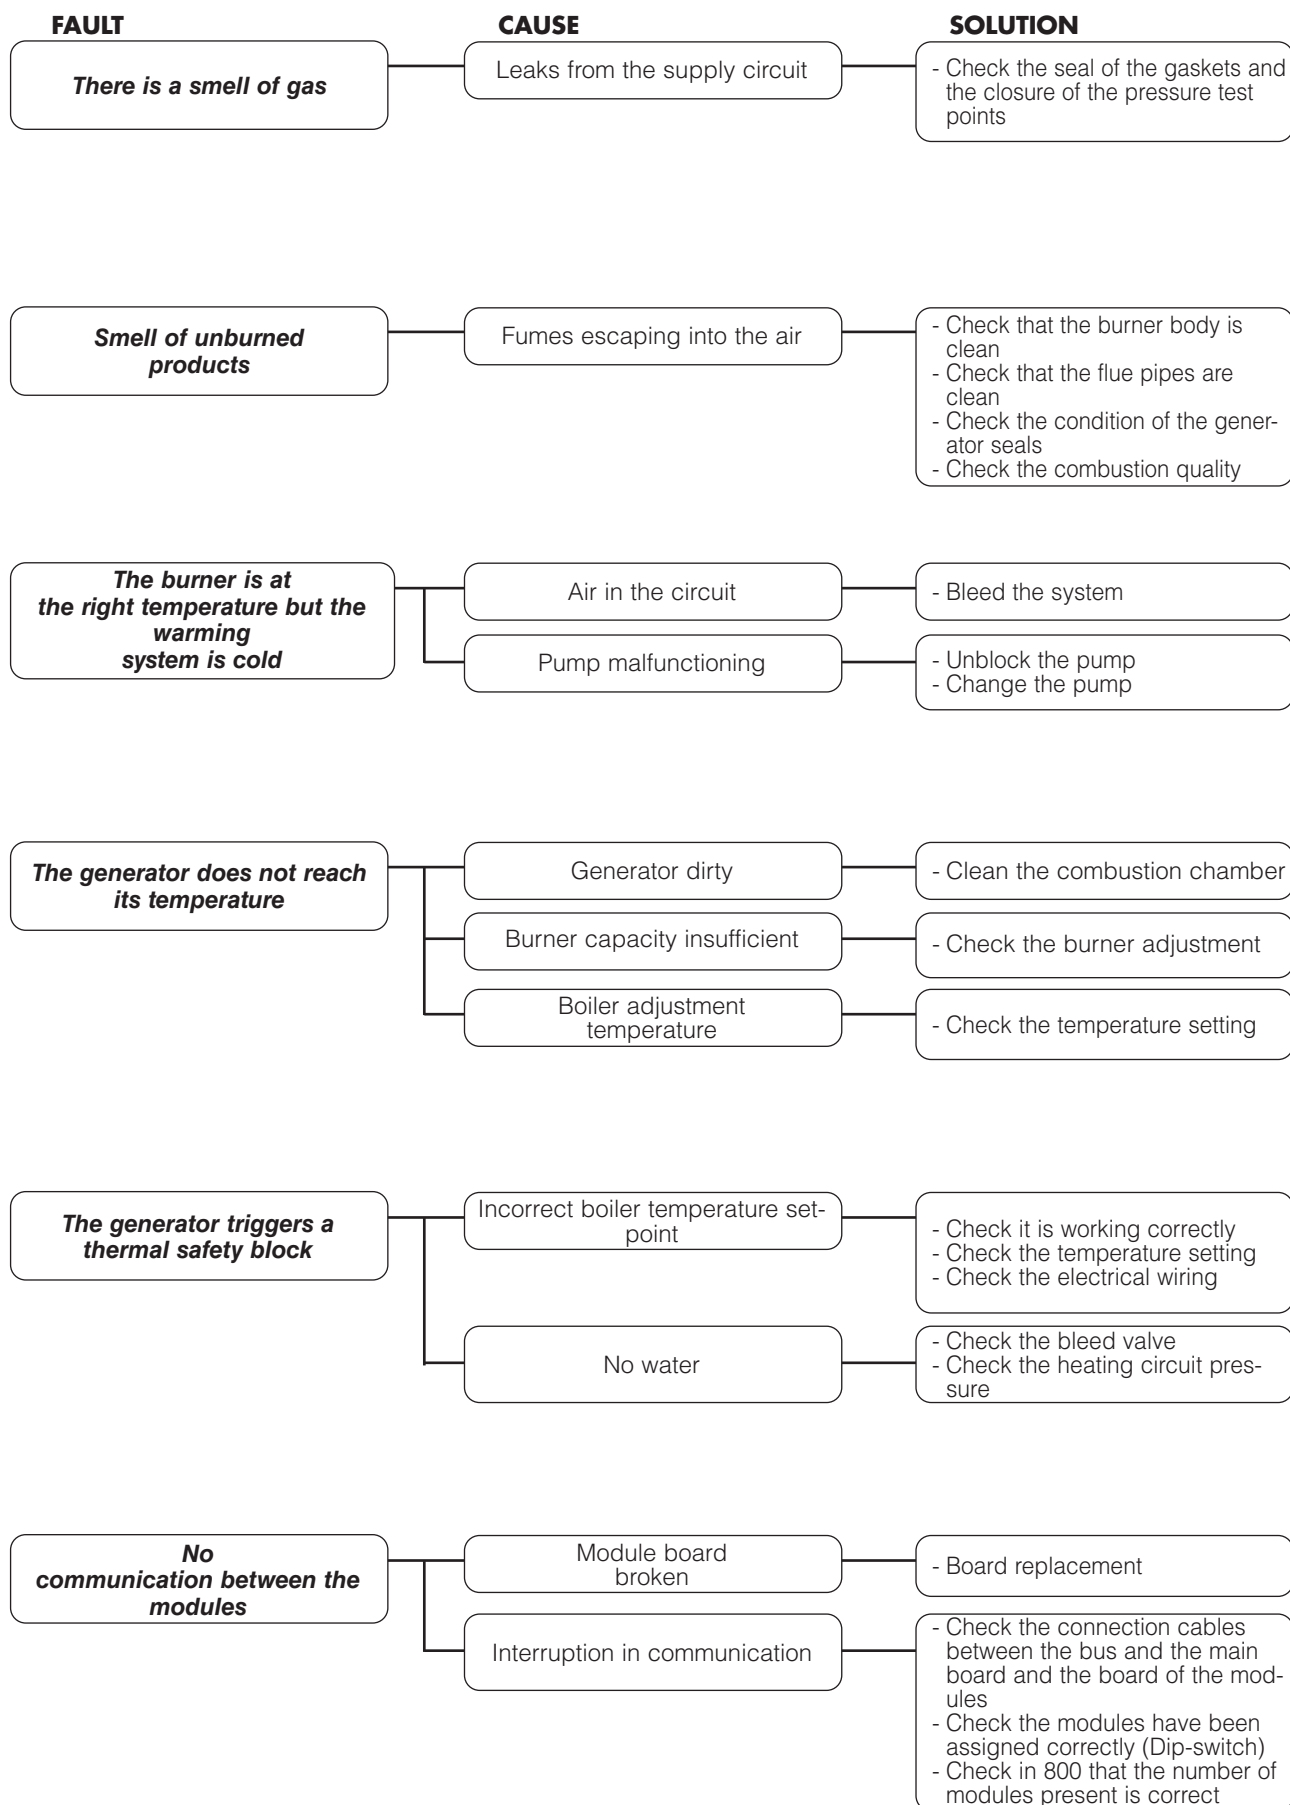 FAULT
CAUSE
SOLUTION
There is a smell of gas
Leaks from the supply circuit
- Check the seal of the gaskets and
the closure of the pressure test
points
Smell of unburned
products
Fumes escaping into the air
- Check that the burner body is
clean
- Check that the flue pipes are
clean
- Check the condition of the gener-
ator seals
- Check the combustion quality
The burner is at
the right temperature but the
warming
system is cold
Air in the circuit
- Bleed the system
Pump malfunctioning
- Unblock the pump
- Change the pump
The generator does not reach
its temperature
Generator dirty
- Clean the combustion chamber
Burner capacity insufficient
- Check the burner adjustment
Boiler adjustment
temperature
- Check the temperature setting
The generator triggers a
thermal safety block
Incorrect boiler temperature set-
point
- Check it is working correctly
- Check the temperature setting
- Check the electrical wiring
No water
- Check the bleed valve
- Check the heating circuit pres-
sure
No
communication between the
modules
Module board
broken
- Board replacement
Interruption in communication
- Check the connection cables
between the bus and the main
board and the board of the mod-
ules
- Check the modules have been
assigned correctly (Dip-switch)
- Check in 800 that the number of
modules present is correct